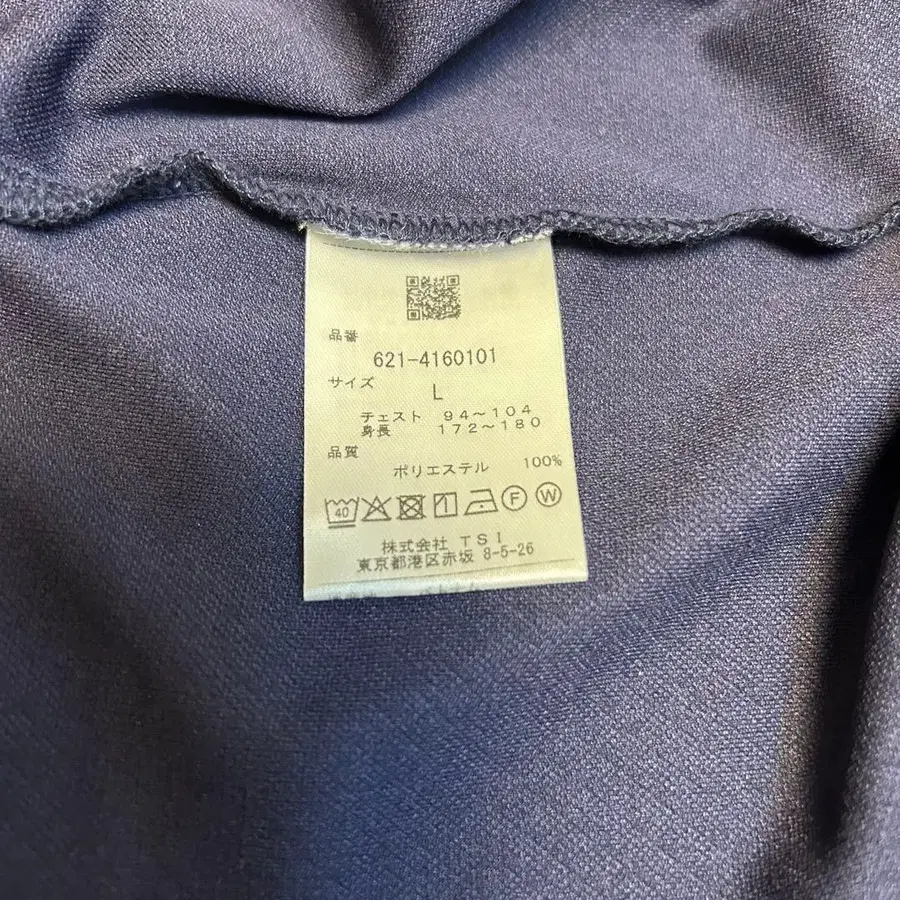 品番
621-4160101
サイズ
L
チェスト 94～104
身長 172～180
品質
ポリエステル 100%
40 F W
株式会社 TSI
東京都港区赤坂 8-5-26